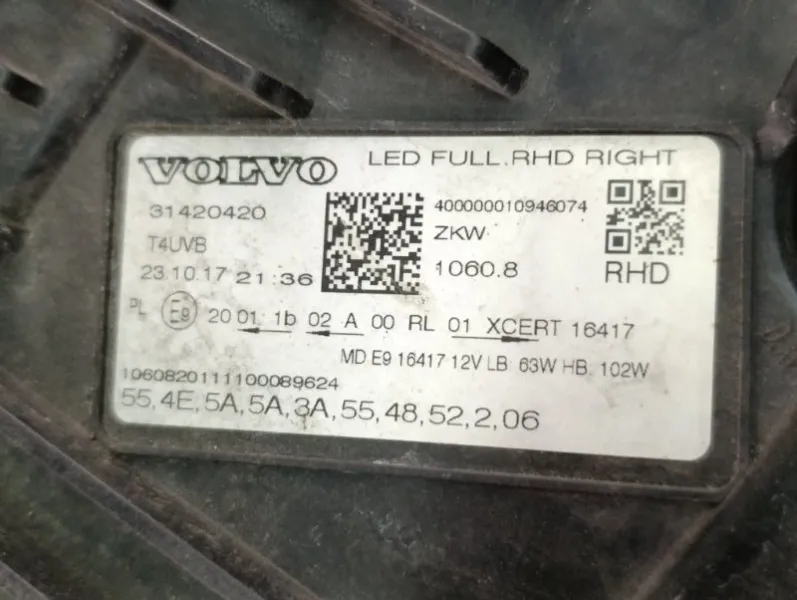 VOLVO LED FULL.RHD RIGHT
31420420 400000010946074
T4UVB ZKW
23.10.17 21:36 1060.8 RHD
PL E9 20 01 1b 02 A 00 RL 01 XCERT 16417
MD E9 16417 12V LB: 63W HB: 102W
1060820111100089624
55,4E,5A,5A,3A,55,48,52,2,06